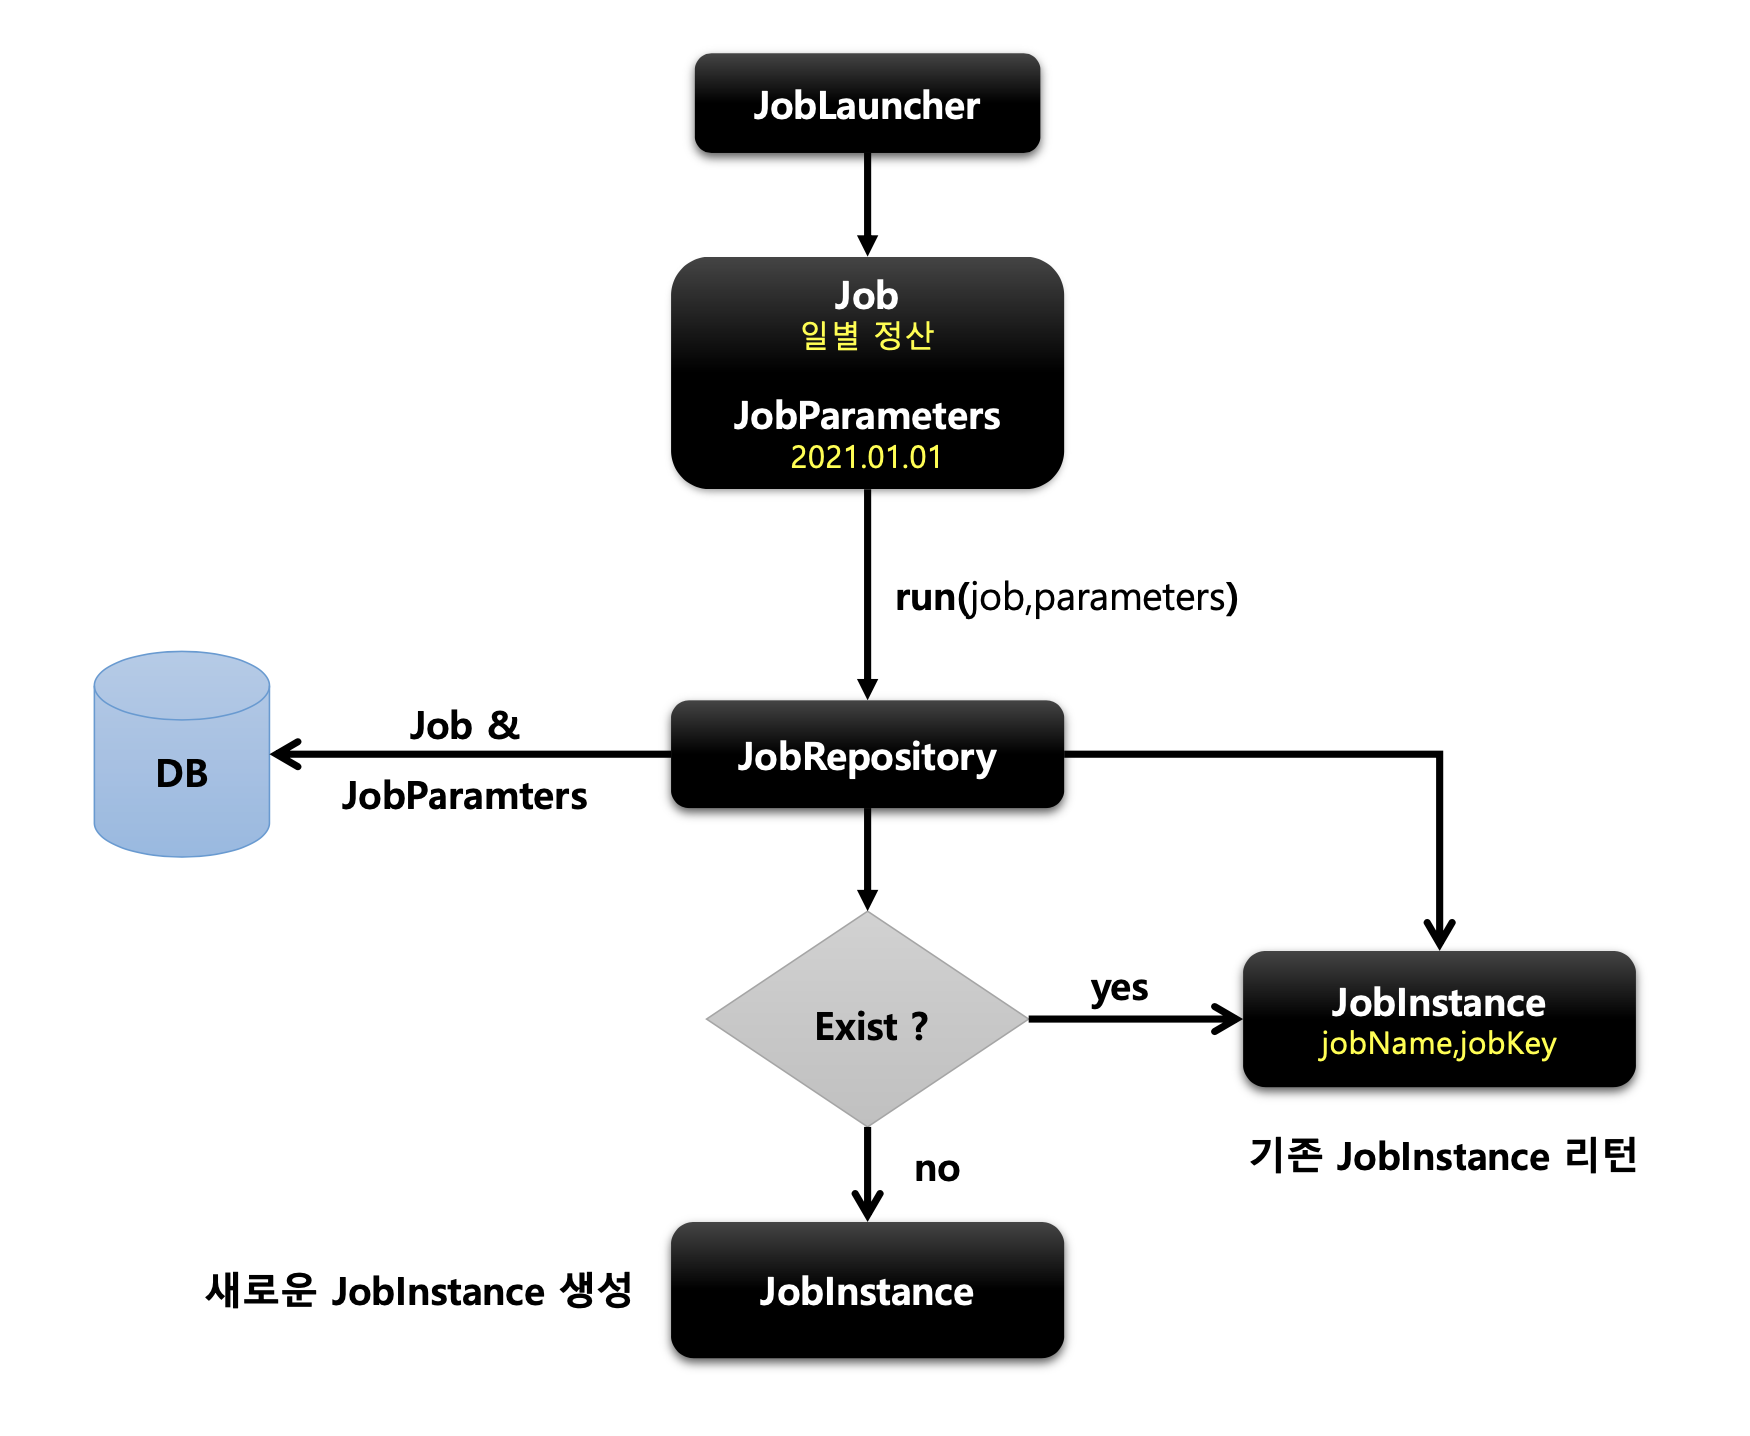 JobLauncher
Job
일별 정산
JobParameters
2021.01.01
run(job,parameters)
Job &
JobParamters
DB
JobRepository
Exist ?
yes
JobInstance
jobName,jobKey
기존 JobInstance 리턴
no
새로운 JobInstance 생성
JobInstance